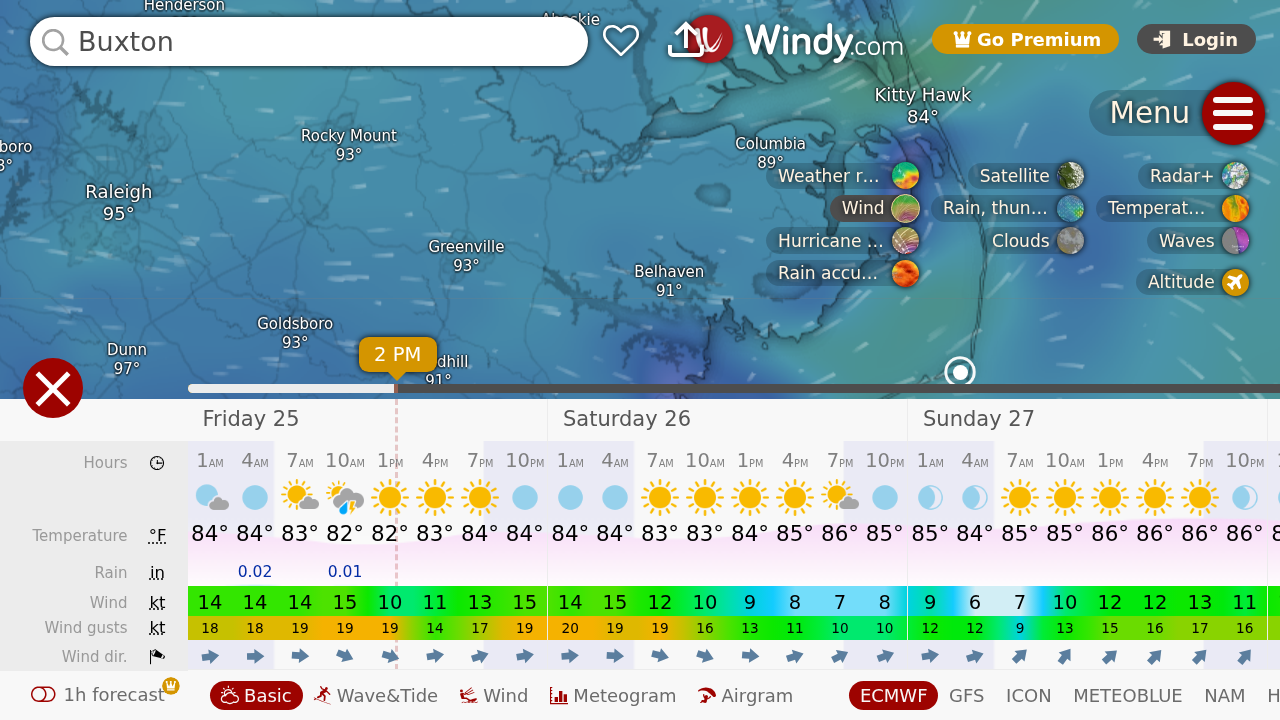 Henderson
Buxton
Windy.com
Go Premium
Login
Kitty Hawk
84°
Menu
Rocky Mount
93°
Columbia
89°
boro
Raleigh
95°
Weather r...
Satellite
Radar+
Wind
Rain, thun...
Temperat...
Hurricane ...
Clouds
Waves
Rain accu...
Altitude
Greenville
93°
Belhaven
91°
Goldsboro
93°
Dunn
97°
2 PM
dhill
91°
Friday 25 Saturday 26 Sunday 27
Hours 1AM 4AM 7AM 10AM 1PM 4PM 7PM 10PM 1AM 4AM 7AM 10AM 1PM 4PM 7PM 10PM 1AM 4AM 7AM 10AM 1PM 4PM 7PM 10PM
Temperature °F 84° 84° 83° 82° 82° 83° 84° 84° 84° 84° 83° 83° 84° 85° 86° 85° 85° 84° 85° 85° 86° 86° 86° 86° 8
Rain in 0.02 0.01
Wind kt 14 14 14 15 10 11 13 15 14 15 12 10 9 8 7 8 9 6 7 10 12 12 13 11
Wind gusts kt 18 18 19 19 19 14 17 19 20 19 19 16 13 11 10 10 12 12 9 13 15 16 17 16
Wind dir.
1h forecast Basic Wave&Tide Wind Meteogram Airgram ECMWF GFS ICON METEOBLUE NAM H